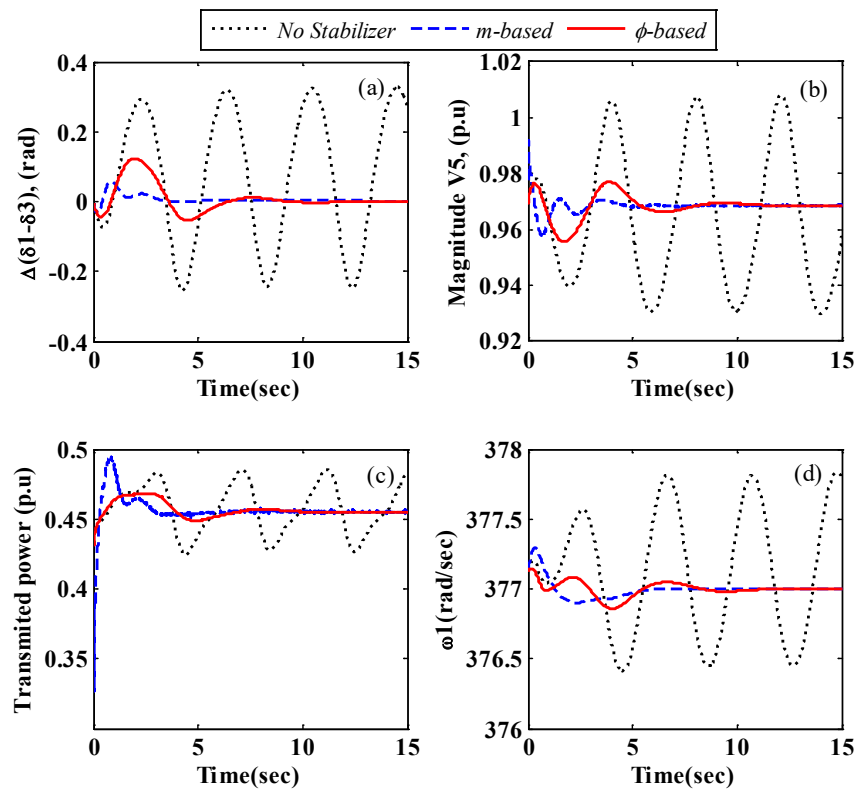 No Stabilizer m-based ϕ-based
(a)
Δ(δ1-δ3), (rad)
0.4
0.2
0
-0.2
-0.4
0 5 10 15
Time(sec)
(b)
Magnitude V5, (p.u)
1.02
1
0.98
0.96
0.94
0.92
0 5 10 15
Time(sec)
(c)
Transmited power (p.u)
0.5
0.45
0.4
0.35
0 5 10 15
Time(sec)
(d)
ω1(rad/sec)
378
377.5
377
376.5
376
0 5 10 15
Time(sec)